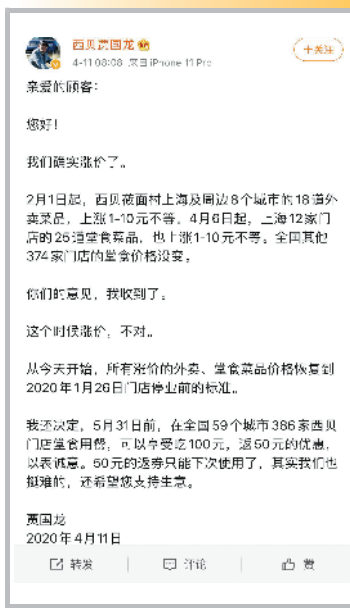 西贝贾国龙
+关注
4-11 08:08 来自iPhone 11 Pro
亲爱的顾客:
您好!
我们确实涨价了。
2月1日起,西贝莜面村上海及周边8个城市的18道外
卖菜品,上涨1-10元不等。4月6日起,上海12家门
店的25道堂食菜品,也上涨1-10元不等。全国其他
374家门店的堂食价格没变。
你们的意见,我收到了。
这个时候涨价,不对。
从今天开始,所有涨价的外卖、堂食菜品价格恢复到
2020年1月26日门店停业前的标准。
我还决定,5月31日前,在全国59个城市386家西贝
门店堂食用餐,可以享受吃100元,返50元的优惠,
以表诚意。50元的返券只能下次使用了,其实我们也
挺难的,还希望您支持生意。
贾国龙
2020年4月11日
转发
评论
赞